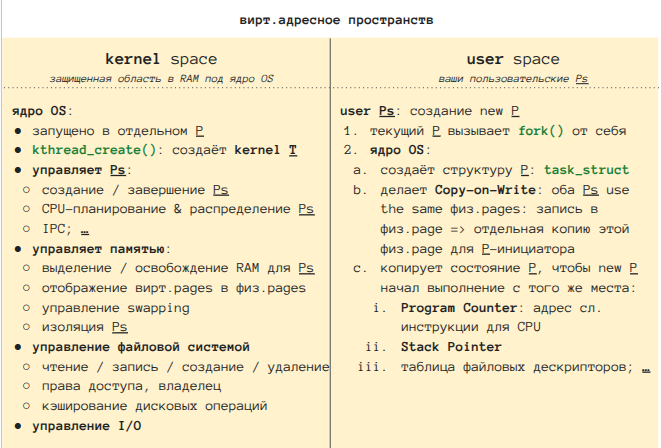 вирт.адресное пространств
kernel space
защищенная область в RAM под ядро OS
ядро OS:
● запущено в отдельном P
● kthread_create(): создаёт kernel T
● управляет Ps:
○ создание / завершение Ps
○ CPU-планирование & распределение Ps
○ IPC; …
● управляет памятью:
○ выделение / освобождение RAM для Ps
○ отображение вирт.pages в физ.pages
○ управление swapping
○ изоляция Ps
● управление файловой системой
○ чтение / запись / создание / удаление
○ права доступа, владелец
○ кэширование дисковых операций
● управление I/O
user space
ваши пользовательские Ps
user Ps: создание new P
1. текущий P вызывает fork() от себя
2. ядро OS:
a. создаёт структуру P: task_struct
b. делает Copy-on-Write: оба Ps use
the same физ.pages: запись в
физ.page => отдельная копию этой
физ.page для P-инициатора
c. копирует состояние P, чтобы new P
начал выполнение с того же места:
i. Program Counter: адрес сл.
инструкции для CPU
ii. Stack Pointer
iii. таблица файловых дескрипторов; …